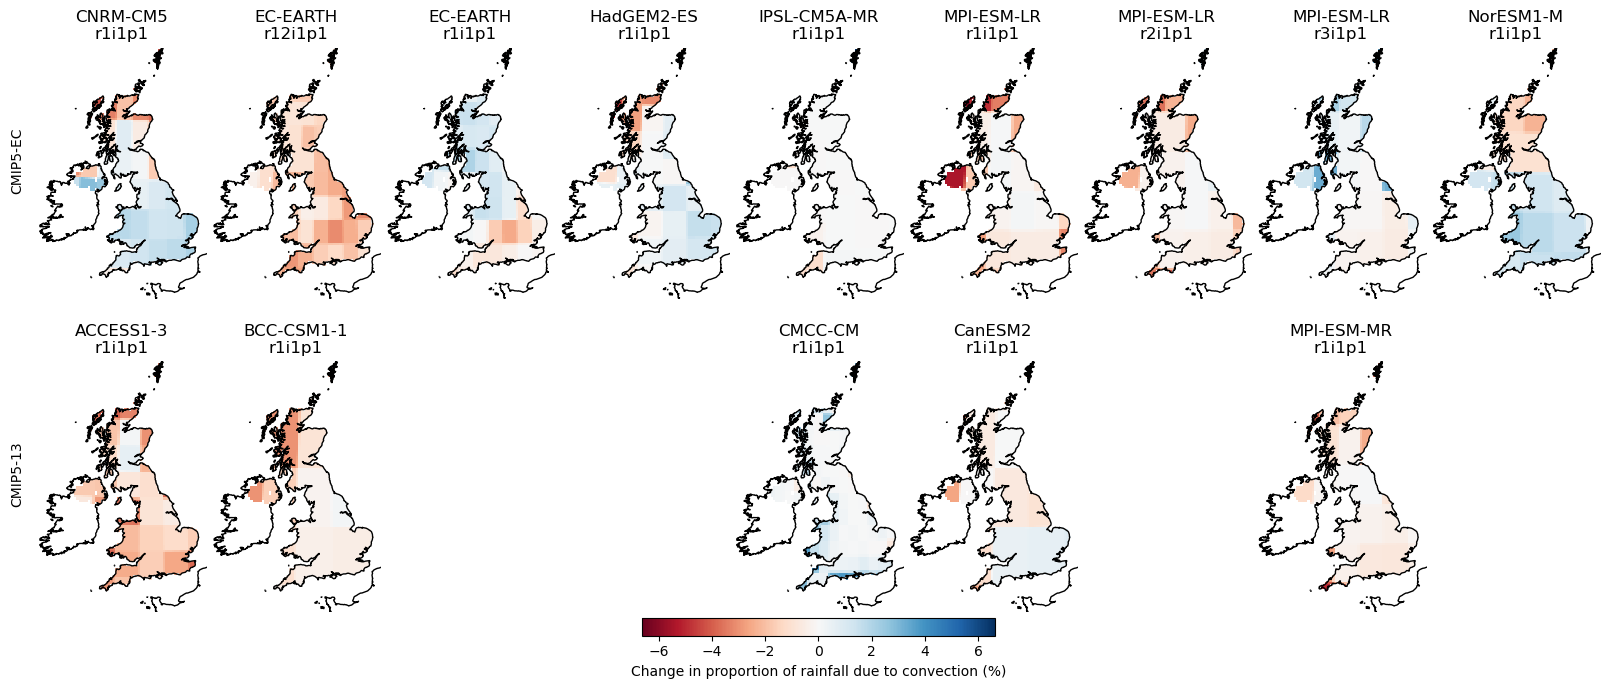 CNRM-CM5
r1i1p1
EC-EARTH
r12i1p1
EC-EARTH
r1i1p1
HadGEM2-ES
r1i1p1
IPSL-CM5A-MR
r1i1p1
MPI-ESM-LR
r1i1p1
MPI-ESM-LR
r2i1p1
MPI-ESM-LR
r3i1p1
NorESM1-M
r1i1p1
CMIP5-EC
ACCESS1-3
r1i1p1
BCC-CSM1-1
r1i1p1
CMCC-CM
r1i1p1
CanESM2
r1i1p1
MPI-ESM-MR
r1i1p1
CMIP5-13
−6 −4 −2 0 2 4 6
Change in proportion of rainfall due to convection (%)